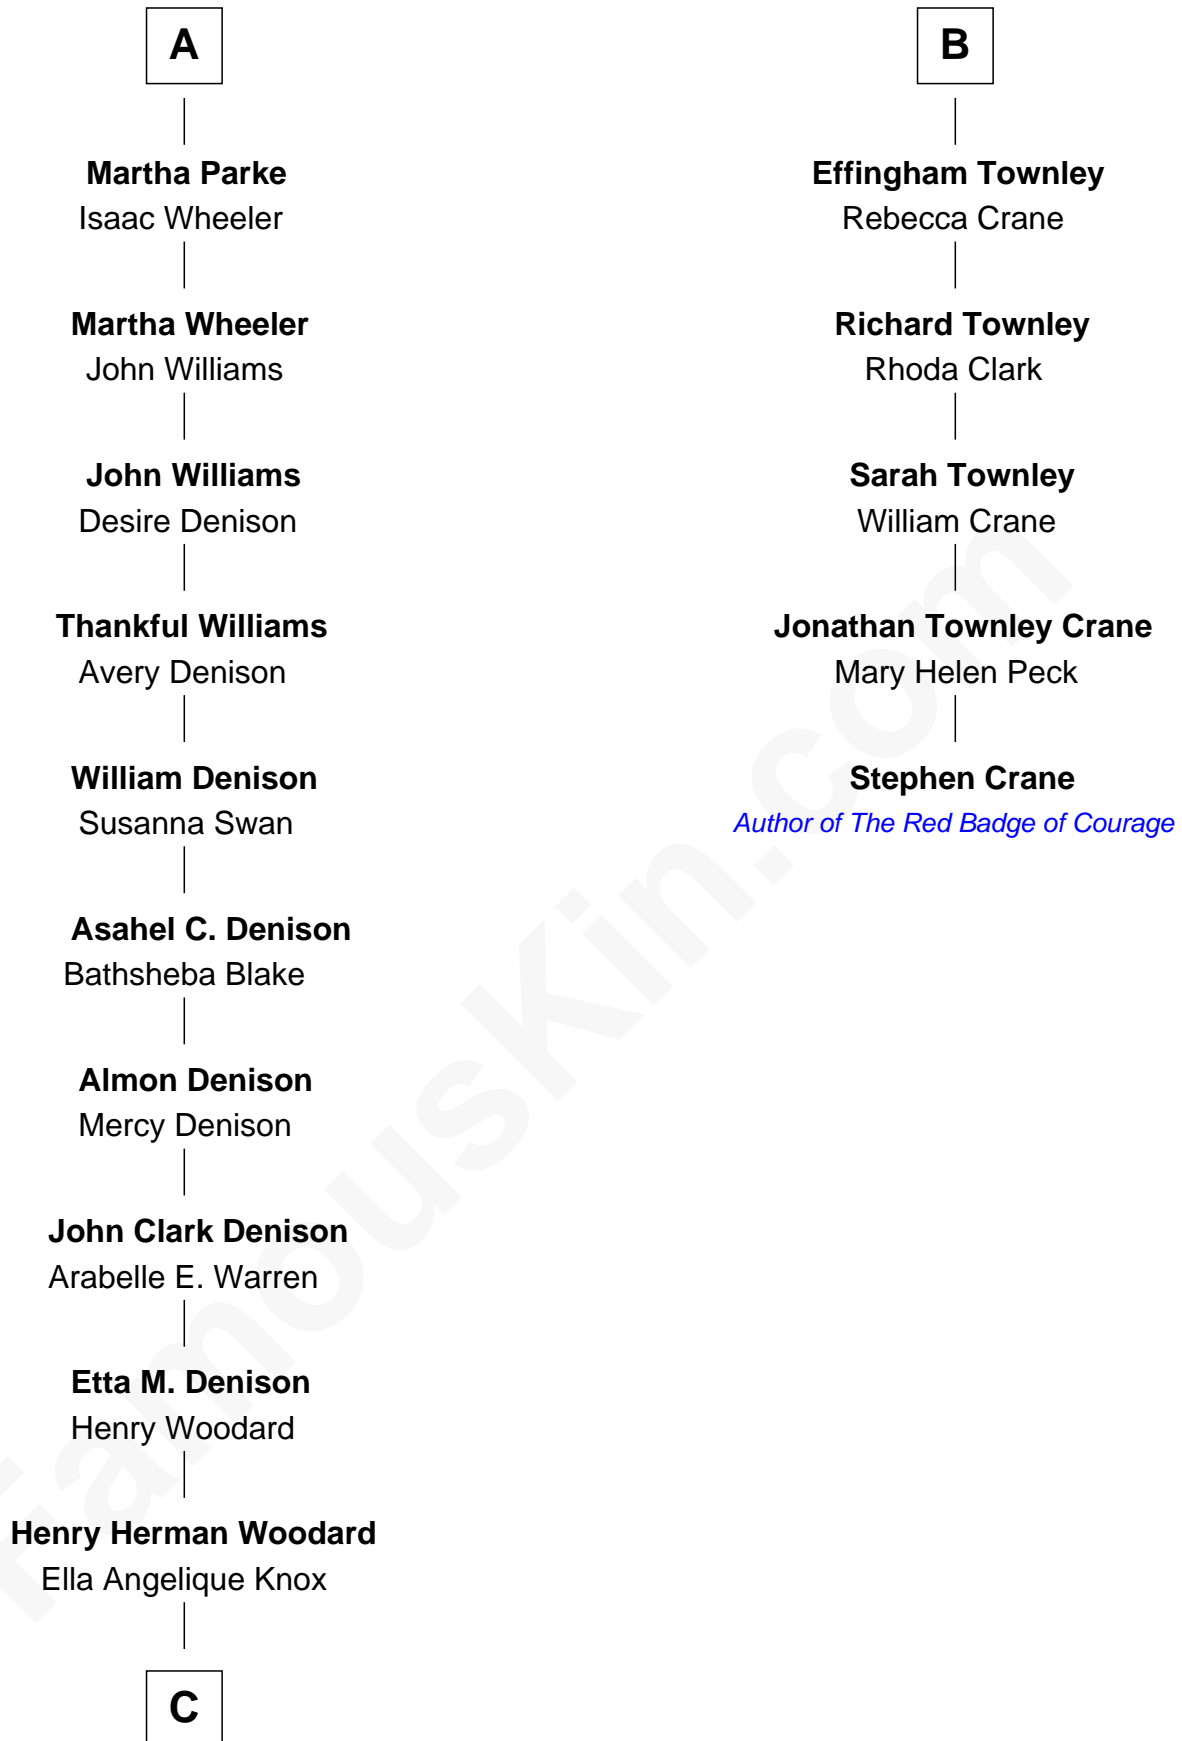 A
Martha Parke
Isaac Wheeler
Martha Wheeler
John Williams
John Williams
Desire Denison
Thankful Williams
Avery Denison
William Denison
Susanna Swan
Asahel C. Denison
Bathsheba Blake
Almon Denison
Mercy Denison
John Clark Denison
Arabelle E. Warren
Etta M. Denison
Henry Woodard
Henry Herman Woodard
Ella Angelique Knox
C
B
Effingham Townley
Rebecca Crane
Richard Townley
Rhoda Clark
Sarah Townley
William Crane
Jonathan Townley Crane
Mary Helen Peck
Stephen Crane
Author of The Red Badge of Courage
FamousKin.com